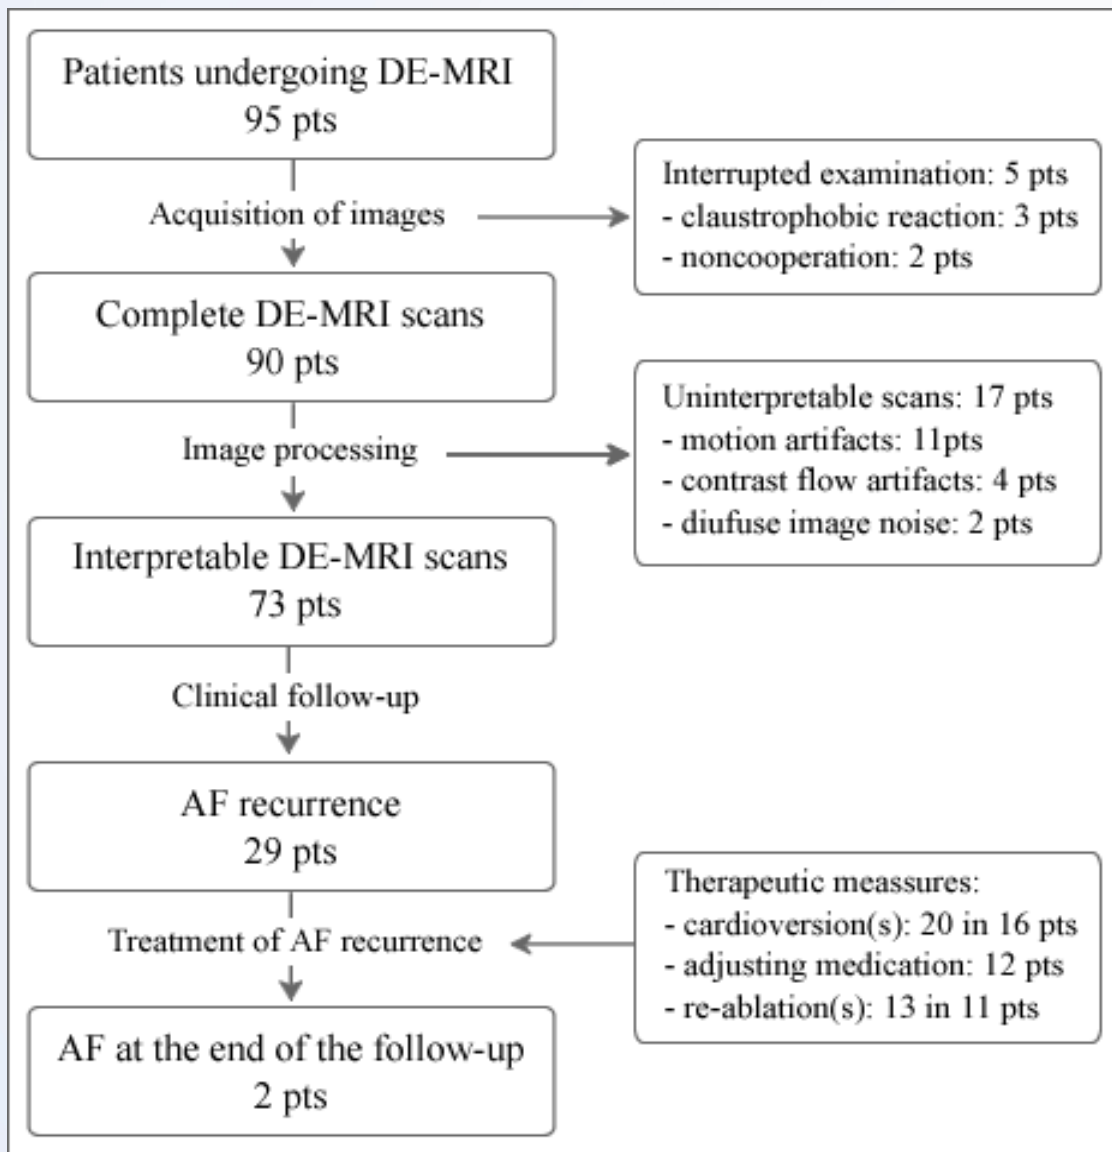 Patients undergoing DE-MRI
95 pts
Acquisition of images
Interrupted examination: 5 pts
- claustrophobic reaction: 3 pts
- noncooperation: 2 pts
Complete DE-MRI scans
90 pts
Image processing
Uninterpretable scans: 17 pts
- motion artifacts: 11pts
- contrast flow artifacts: 4 pts
- diufuse image noise: 2 pts
Interpretable DE-MRI scans
73 pts
Clinical follow-up
AF recurrence
29 pts
Treatment of AF recurrence
Therapeutic meassures:
- cardioversion(s): 20 in 16 pts
- adjusting medication: 12 pts
- re-ablation(s): 13 in 11 pts
AF at the end of the follow-up
2 pts